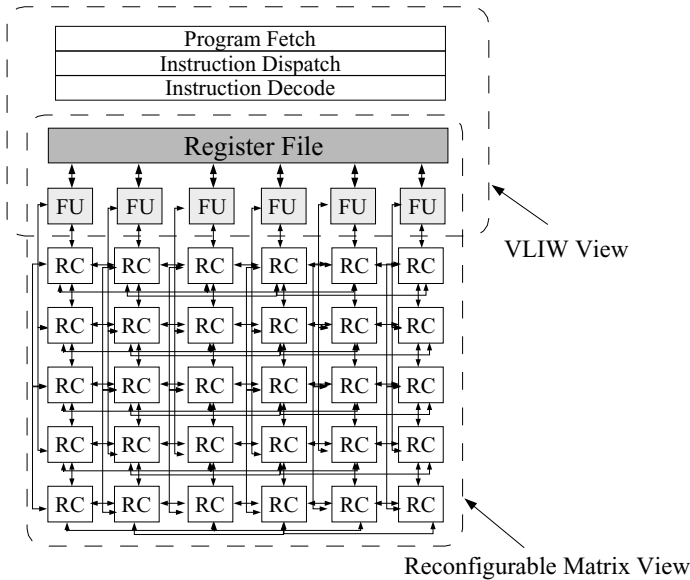 Program Fetch
Instruction Dispatch
Instruction Decode
Register File
FU FU FU FU FU FU
VLIW View
RC RC RC RC RC RC
RC RC RC RC RC RC
RC RC RC RC RC RC
RC RC RC RC RC RC
RC RC RC RC RC RC
Reconfigurable Matrix View